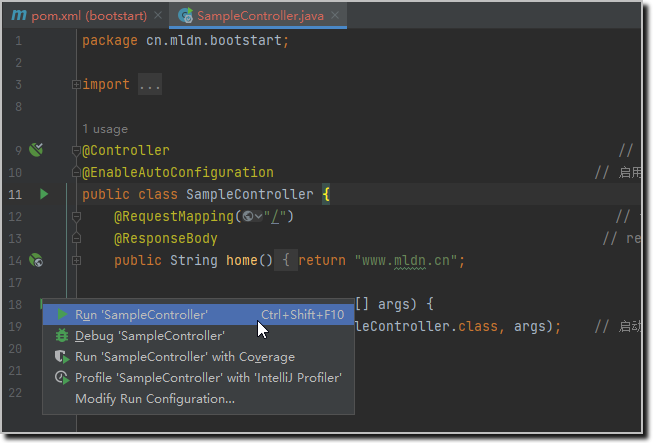 pom.xml (bootstart) SampleController.java
1 package cn.mldn.bootstart;
2
3 import ...
8
1 usage
9 @Controller //
10 @EnableAutoConfiguration // 启用
11 public class SampleController {
12 @RequestMapping("/") //
13 @ResponseBody // re
14 public String home() { return "www.mldn.cn";
17
18 [] args) {
19 leController.class, args); // 启动
20
21
22
Run 'SampleController' Ctrl+Shift+F10
Debug 'SampleController'
Run 'SampleController' with Coverage
Profile 'SampleController' with 'IntelliJ Profiler'
Modify Run Configuration...